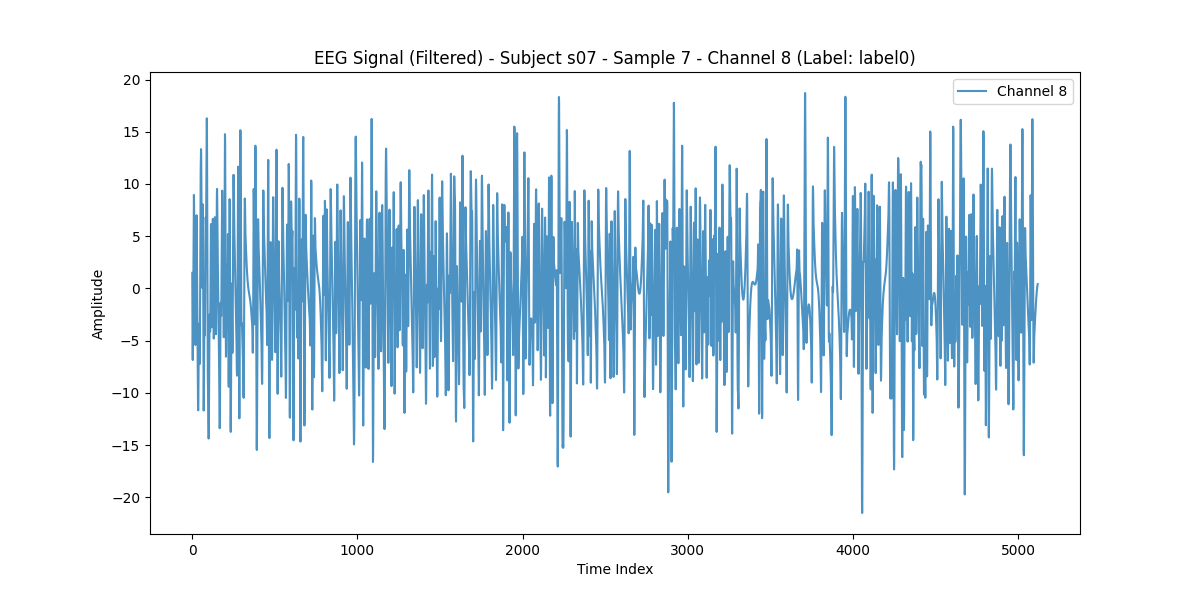 EEG Signal (Filtered) - Subject s07 - Sample 7 - Channel 8 (Label: label0)
Channel 8
20
15
10
5
0
−5
−10
−15
−20
Amplitude
0 1000 2000 3000 4000 5000
Time Index